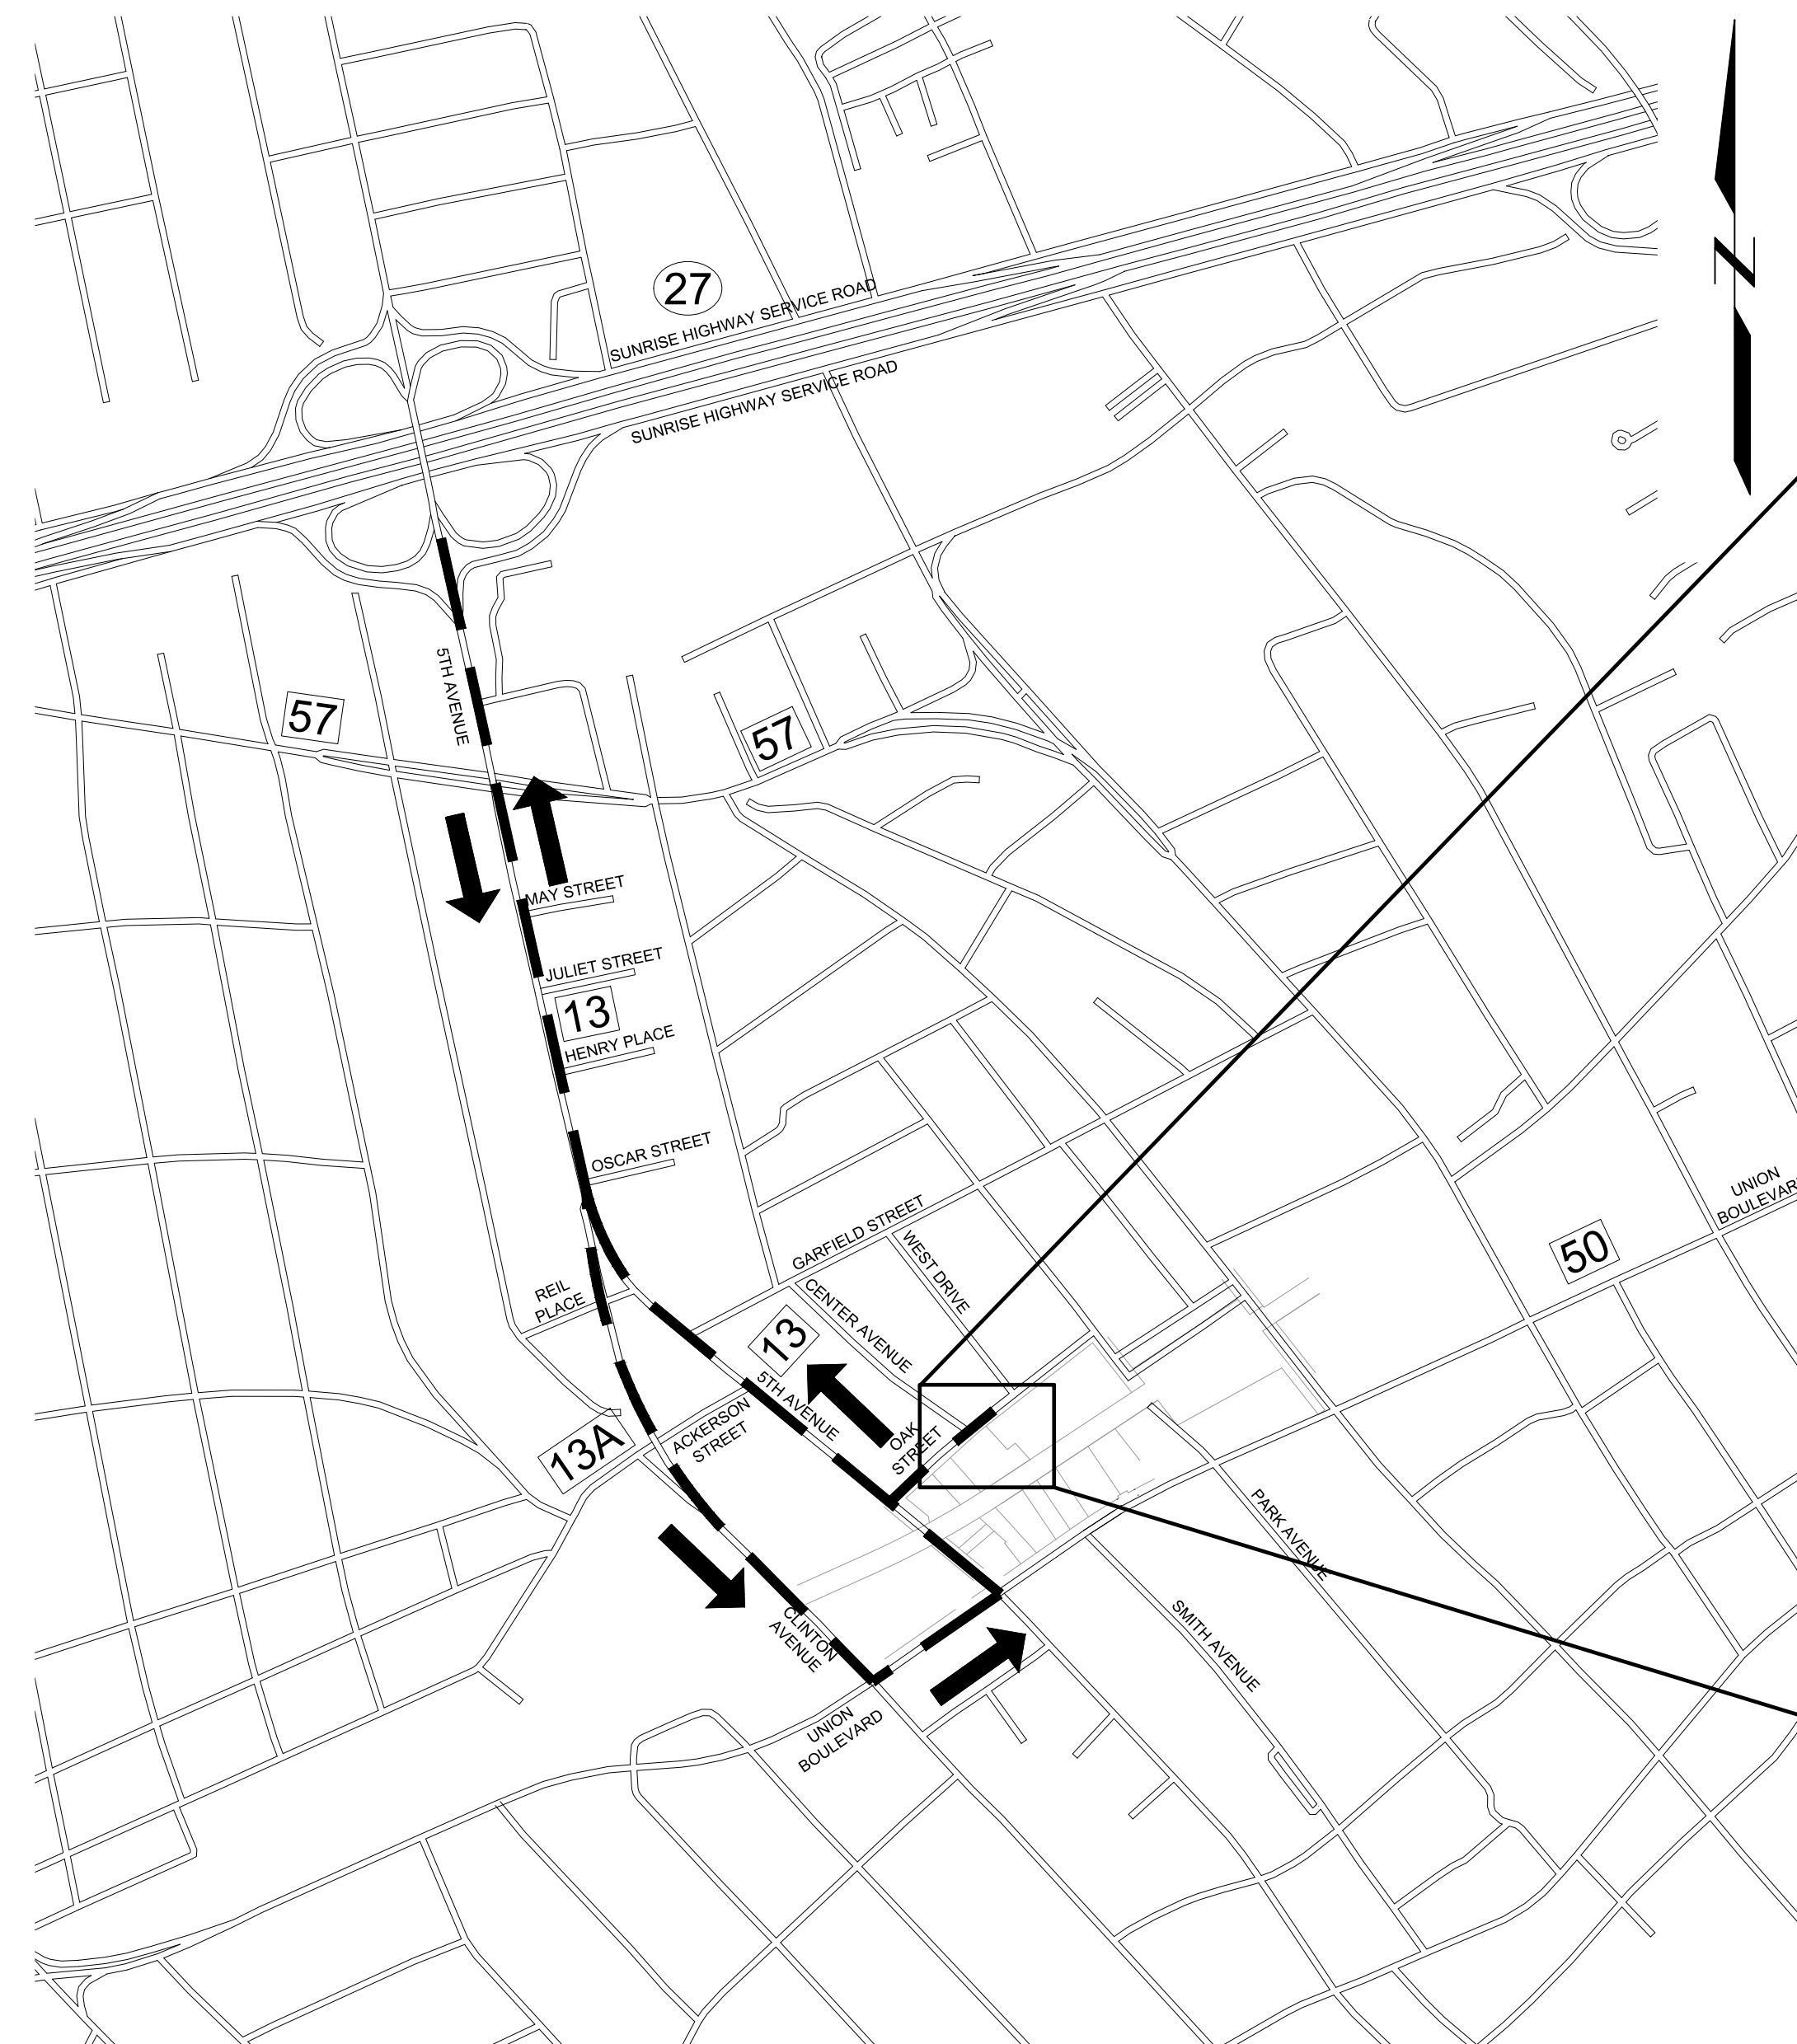 N
27
SUNRISE HIGHWAY SERVICE ROAD
SUNRISE HIGHWAY SERVICE ROAD
5TH AVENUE
57
57
MAY STREET
JULIET STREET
13
HENRY PLACE
OSCAR STREET
UNION
BOULEVAR
50
GARFIELD STREET
WEST DRIVE
REIL
PLACE
CENTER AVENUE
13
5TH AVENUE
OAK
STREET
ACKERSON
STREET
13A
PARK AVENUE
SMITH AVENUE
CLINTON
AVENUE
UNION
BOULEVARD